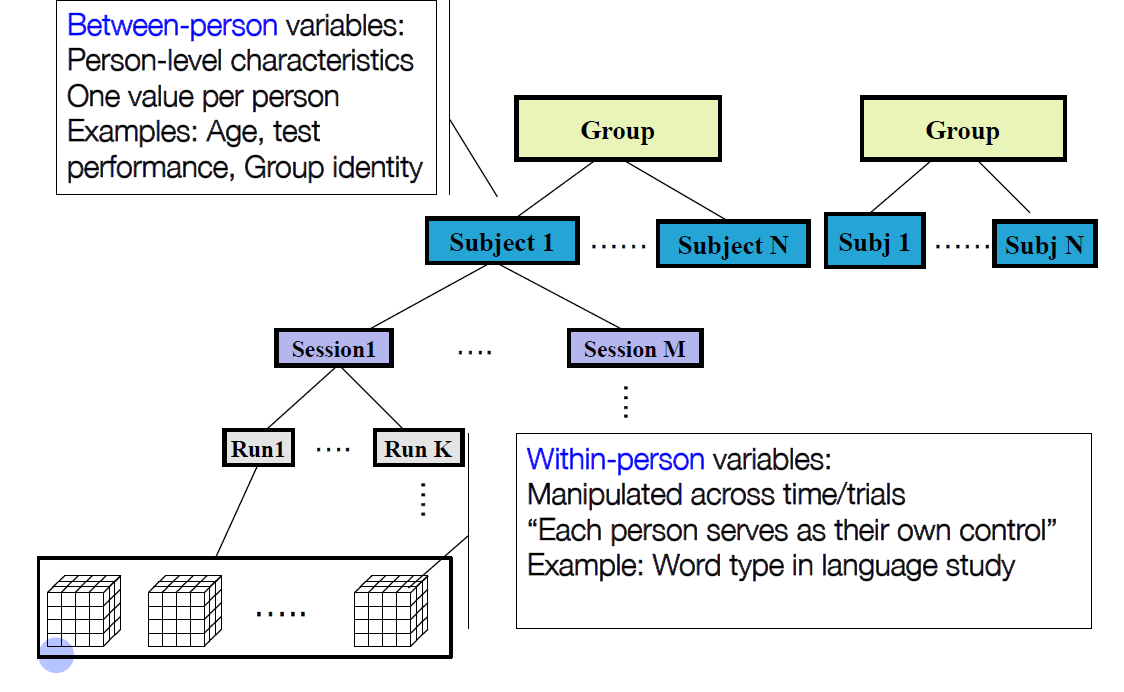 Between-person variables:
Person-level characteristics
One value per person
Examples: Age, test
performance, Group identity
Group
Group
Subject 1
......
Subject N
Subj 1
......
Subj N
Session1
....
Session M
Run1
....
Run K
Within-person variables:
Manipulated across time/trials
“Each person serves as their own control”
Example: Word type in language study
.....